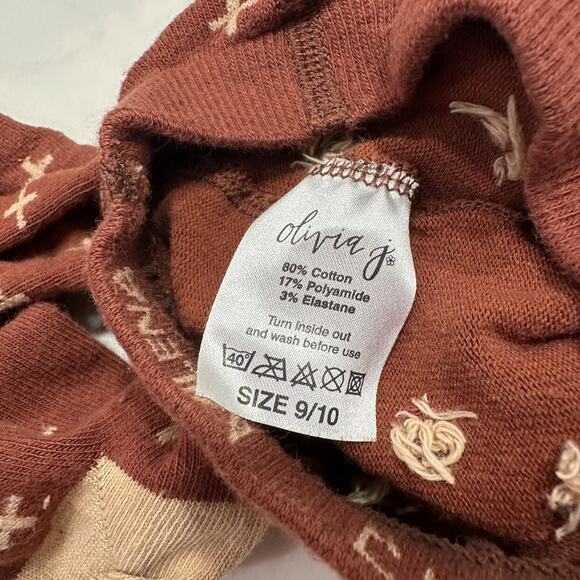 olivia j
80% Cotton
17% Polyamide
3% Elastane
Turn inside out
and wash before use
40°
SIZE 9/10